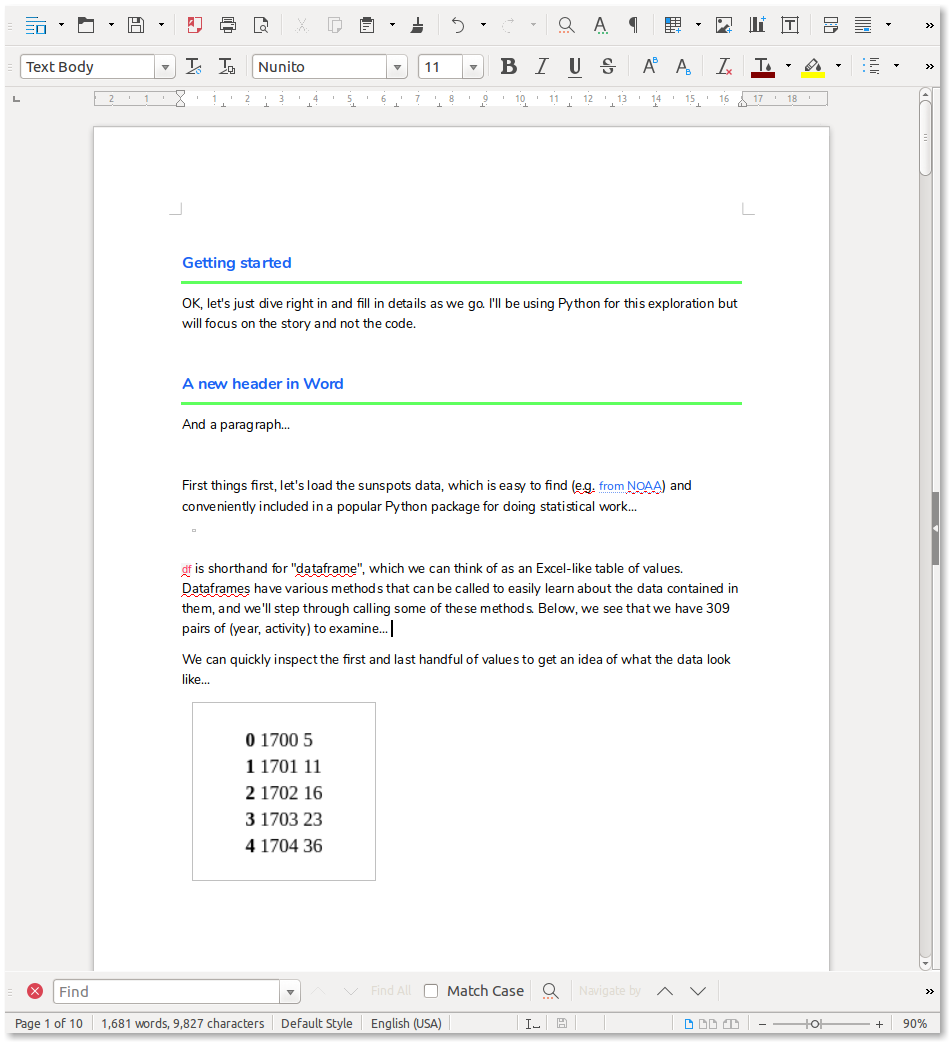 Text Body
Nunito
11
2 1 1 2 3 4 5 6 7 8 9 10 11 12 13 14 15 16 17 18
Getting started
OK, let's just dive right in and fill in details as we go. I'll be using Python for this exploration but
will focus on the story and not the code.
A new header in Word
And a paragraph...
First things first, let's load the sunspots data, which is easy to find (e.g. from NOAA) and
conveniently included in a popular Python package for doing statistical work...
df is shorthand for "dataframe", which we can think of as an Excel-like table of values.
Dataframes have various methods that can be called to easily learn about the data contained in
them, and we'll step through calling some of these methods. Below, we see that we have 309
pairs of (year, activity) to examine...
We can quickly inspect the first and last handful of values to get an idea of what the data look
like...
0 1700 5
1 1701 11
2 1702 16
3 1703 23
4 1704 36
Find
Find All
Match Case
Navigate by
Page 1 of 10
1,681 words, 9,827 characters
Default Style
English (USA)
90%